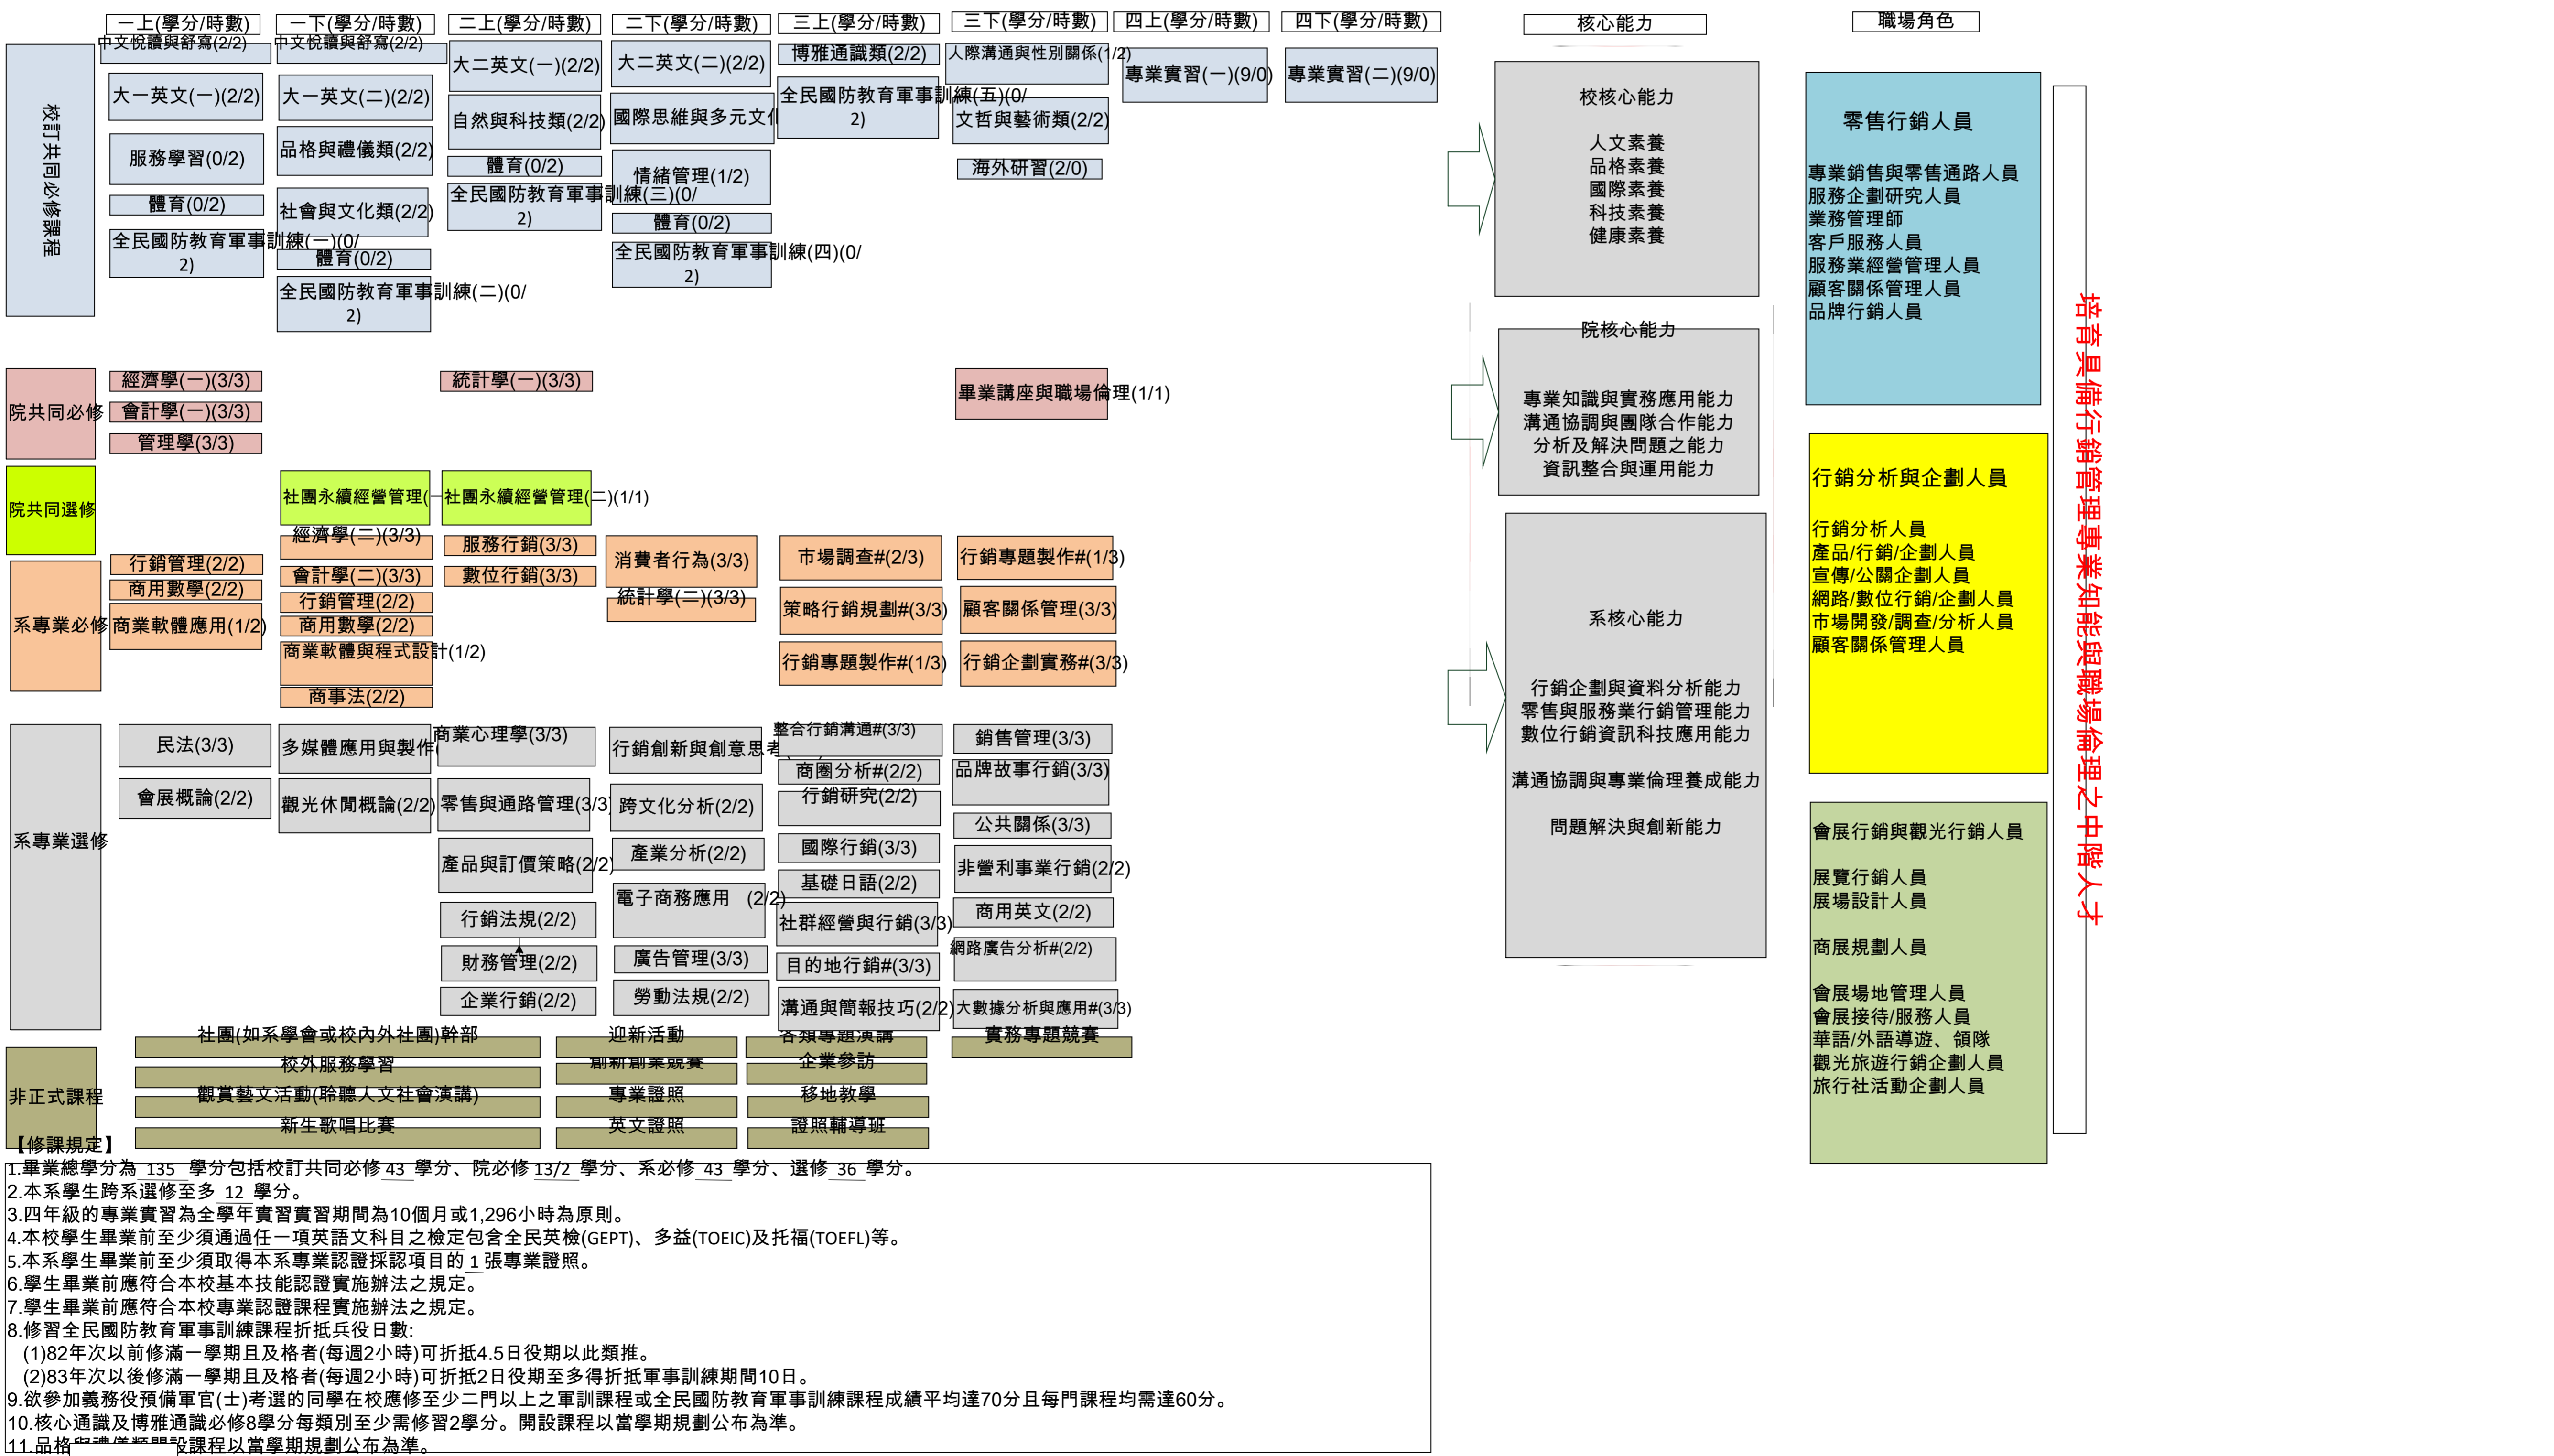 一上(學分/時數)
一下(學分/時數)
二上(學分/時數)
二下(學分/時數)
三上(學分/時數)
三下(學分/時數)
四上(學分/時數)
四下(學分/時數)
核心能力
職場角色
校訂共同必修課程
中文悅讀與舒寫(2/2)
大一英文(一)(2/2)
服務學習(0/2)
體育(0/2)
全民國防教育軍事訓練(一)(0/
2)
中文悅讀與舒寫(2/2)
大一英文(二)(2/2)
品格與禮儀類(2/2)
社會與文化類(2/2)
體育(0/2)
全民國防教育軍事訓練(二)(0/
2)
大二英文(一)(2/2)
自然與科技類(2/2)
體育(0/2)
全民國防教育軍事訓練(三)(0/
2)
大二英文(二)(2/2)
國際思維與多元文化
情緒管理(1/2)
體育(0/2)
全民國防教育軍事訓練(四)(0/
2)
博雅通識類(2/2)
全民國防教育軍事訓練(五)(0/
2)
人際溝通與性別關係(1/2)
文哲與藝術類(2/2)
海外研習(2/0)
專業實習(一)(9/0)
專業實習(二)(9/0)
院共同必修
經濟學(一)(3/3)
會計學(一)(3/3)
管理學(3/3)
統計學(一)(3/3)
畢業講座與職場倫理(1/1)
院共同選修
社團永續經營管理(一
社團永續經營管理(二)(1/1)
系專業必修
行銷管理(2/2)
商用數學(2/2)
商業軟體應用(1/2)
經濟學(二)(3/3)
會計學(二)(3/3)
行銷管理(2/2)
商用數學(2/2)
商業軟體與程式設計(1/2)
商事法(2/2)
服務行銷(3/3)
數位行銷(3/3)
消費者行為(3/3)
統計學(二)(3/3)
市場調查#(2/3)
策略行銷規劃#(3/3)
行銷專題製作#(1/3)
行銷專題製作#(1/3)
顧客關係管理(3/3)
行銷企劃實務#(3/3)
系專業選修
民法(3/3)
會展概論(2/2)
多媒體應用與製作(
觀光休閒概論(2/2)
商業心理學(3/3)
零售與通路管理(3/3)
產品與訂價策略(2/2)
行銷法規(2/2)
財務管理(2/2)
企業行銷(2/2)
行銷創新與創意思考
跨文化分析(2/2)
產業分析(2/2)
電子商務應用 (2/2)
廣告管理(3/3)
勞動法規(2/2)
整合行銷溝通#(3/3)
商圈分析#(2/2)
行銷研究(2/2)
國際行銷(3/3)
基礎日語(2/2)
社群經營與行銷(3/3)
目的地行銷#(3/3)
溝通與簡報技巧(2/2)
銷售管理(3/3)
品牌故事行銷(3/3)
公共關係(3/3)
非營利事業行銷(2/2)
商用英文(2/2)
網路廣告分析#(2/2)
大數據分析與應用#(3/3)
非正式課程
社團(如系學會或校內外社團)幹部
校外服務學習
觀賞藝文活動(聆聽人文社會演講)
新生歌唱比賽
迎新活動
創新創業競賽
專業證照
英文證照
各類專題演講
企業參訪
移地教學
證照輔導班
實務專題競賽
校核心能力
人文素養
品格素養
國際素養
科技素養
健康素養
院核心能力
專業知識與實務應用能力
溝通協調與團隊合作能力
分析及解決問題之能力
資訊整合與運用能力
系核心能力
行銷企劃與資料分析能力
零售與服務業行銷管理能力
數位行銷資訊科技應用能力
溝通協調與專業倫理養成能力
問題解決與創新能力
零售行銷人員
專業銷售與零售通路人員
服務企劃研究人員
業務管理師
客戶服務人員
服務業經營管理人員
顧客關係管理人員
品牌行銷人員
行銷分析與企劃人員
行銷分析人員
產品/行銷/企劃人員
宣傳/公關企劃人員
網路/數位行銷/企劃人員
市場開發/調查/分析人員
顧客關係管理人員
會展行銷與觀光行銷人員
展覽行銷人員
展場設計人員
商展規劃人員
會展場地管理人員
會展接待/服務人員
華語/外語導遊、領隊
觀光旅遊行銷企劃人員
旅行社活動企劃人員
培育具備行銷管理專業知能與職場倫理之中階人才
【修課規定】
1.畢業總學分為 135 學分包括校訂共同必修 43 學分、院必修 13/2 學分、系必修 43 學分、選修 36 學分。
2.本系學生跨系選修至多 12 學分。
3.四年級的專業實習為全學年實習實習期間為10個月或1,296小時為原則。
4.本校學生畢業前至少須通過任一項英語文科目之檢定包含全民英檢(GEPT)、多益(TOEIC)及托福(TOEFL)等。
5.本系學生畢業前至少須取得本系專業認證採認項目的 1 張專業證照。
6.學生畢業前應符合本校基本技能認證實施辦法之規定。
7.學生畢業前應符合本校專業認證課程實施辦法之規定。
8.修習全民國防教育軍事訓練課程折抵兵役日數:
(1)82年次以前修滿一學期且及格者(每週2小時)可折抵4.5日役期以此類推。
(2)83年次以後修滿一學期且及格者(每週2小時)可折抵2日役期至多得折抵軍事訓練期間10日。
9.欲參加義務役預備軍官(士)考選的同學在校應修至少二門以上之軍訓課程或全民國防教育軍事訓練課程成績平均達70分且每門課程均需達60分。
10.核心通識及博雅通識必修8學分每類別至少需修習2學分。開設課程以當學期規劃公布為準。
11.品格與禮儀類開設課程以當學期規劃公布為準。